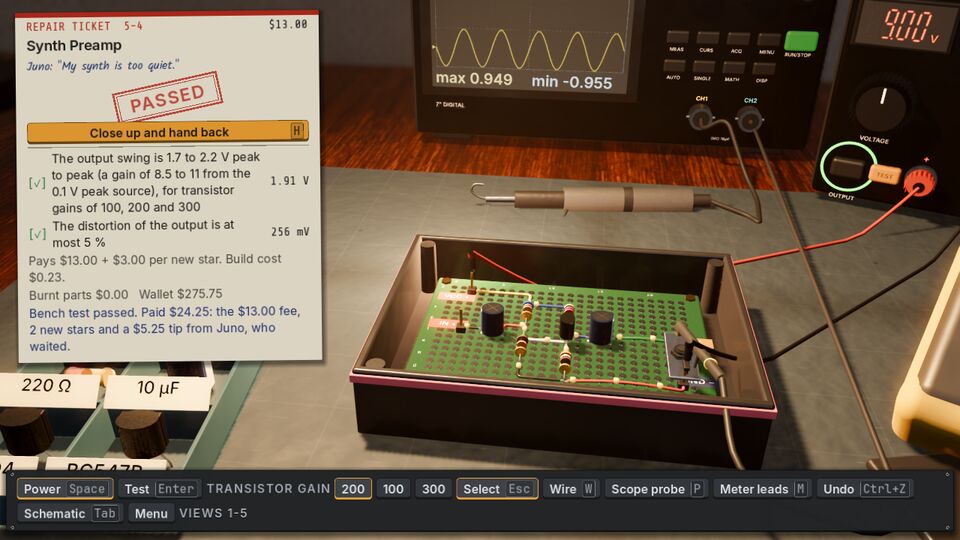 REPAIR TICKET 5-4 $13.00
Synth Preamp
Juno: "My synth is too quiet."
PASSED
Close up and hand back H
[✓] The output swing is 1.7 to 2.2 V peak
to peak (a gain of 8.5 to 11 from the
0.1 V peak source), for transistor
gains of 100, 200 and 300
1.91 V
[✓] The distortion of the output is at
most 5 %
256 mV
Pays $13.00 + $3.00 per new star. Build cost
$0.23.
Burnt parts $0.00 Wallet $275.75
Bench test passed. Paid $24.25: the $13.00 fee,
2 new stars and a $5.25 tip from Juno, who
waited.
max 0.949 min -0.955
7" DIGITAL
MEAS CURS ACQ MENU RUN/STOP
AUTO SINGLE MATH DISP
CH1 CH2
9.00 V
VOLTAGE
OUTPUT
TEST
+
IN
220 Ω 10 µF
BC547B
Power Space Test Enter TRANSISTOR GAIN 200 100 300 Select Esc Wire W Scope probe P Meter leads M Undo Ctrl+Z
Schematic Tab Menu VIEWS 1-5